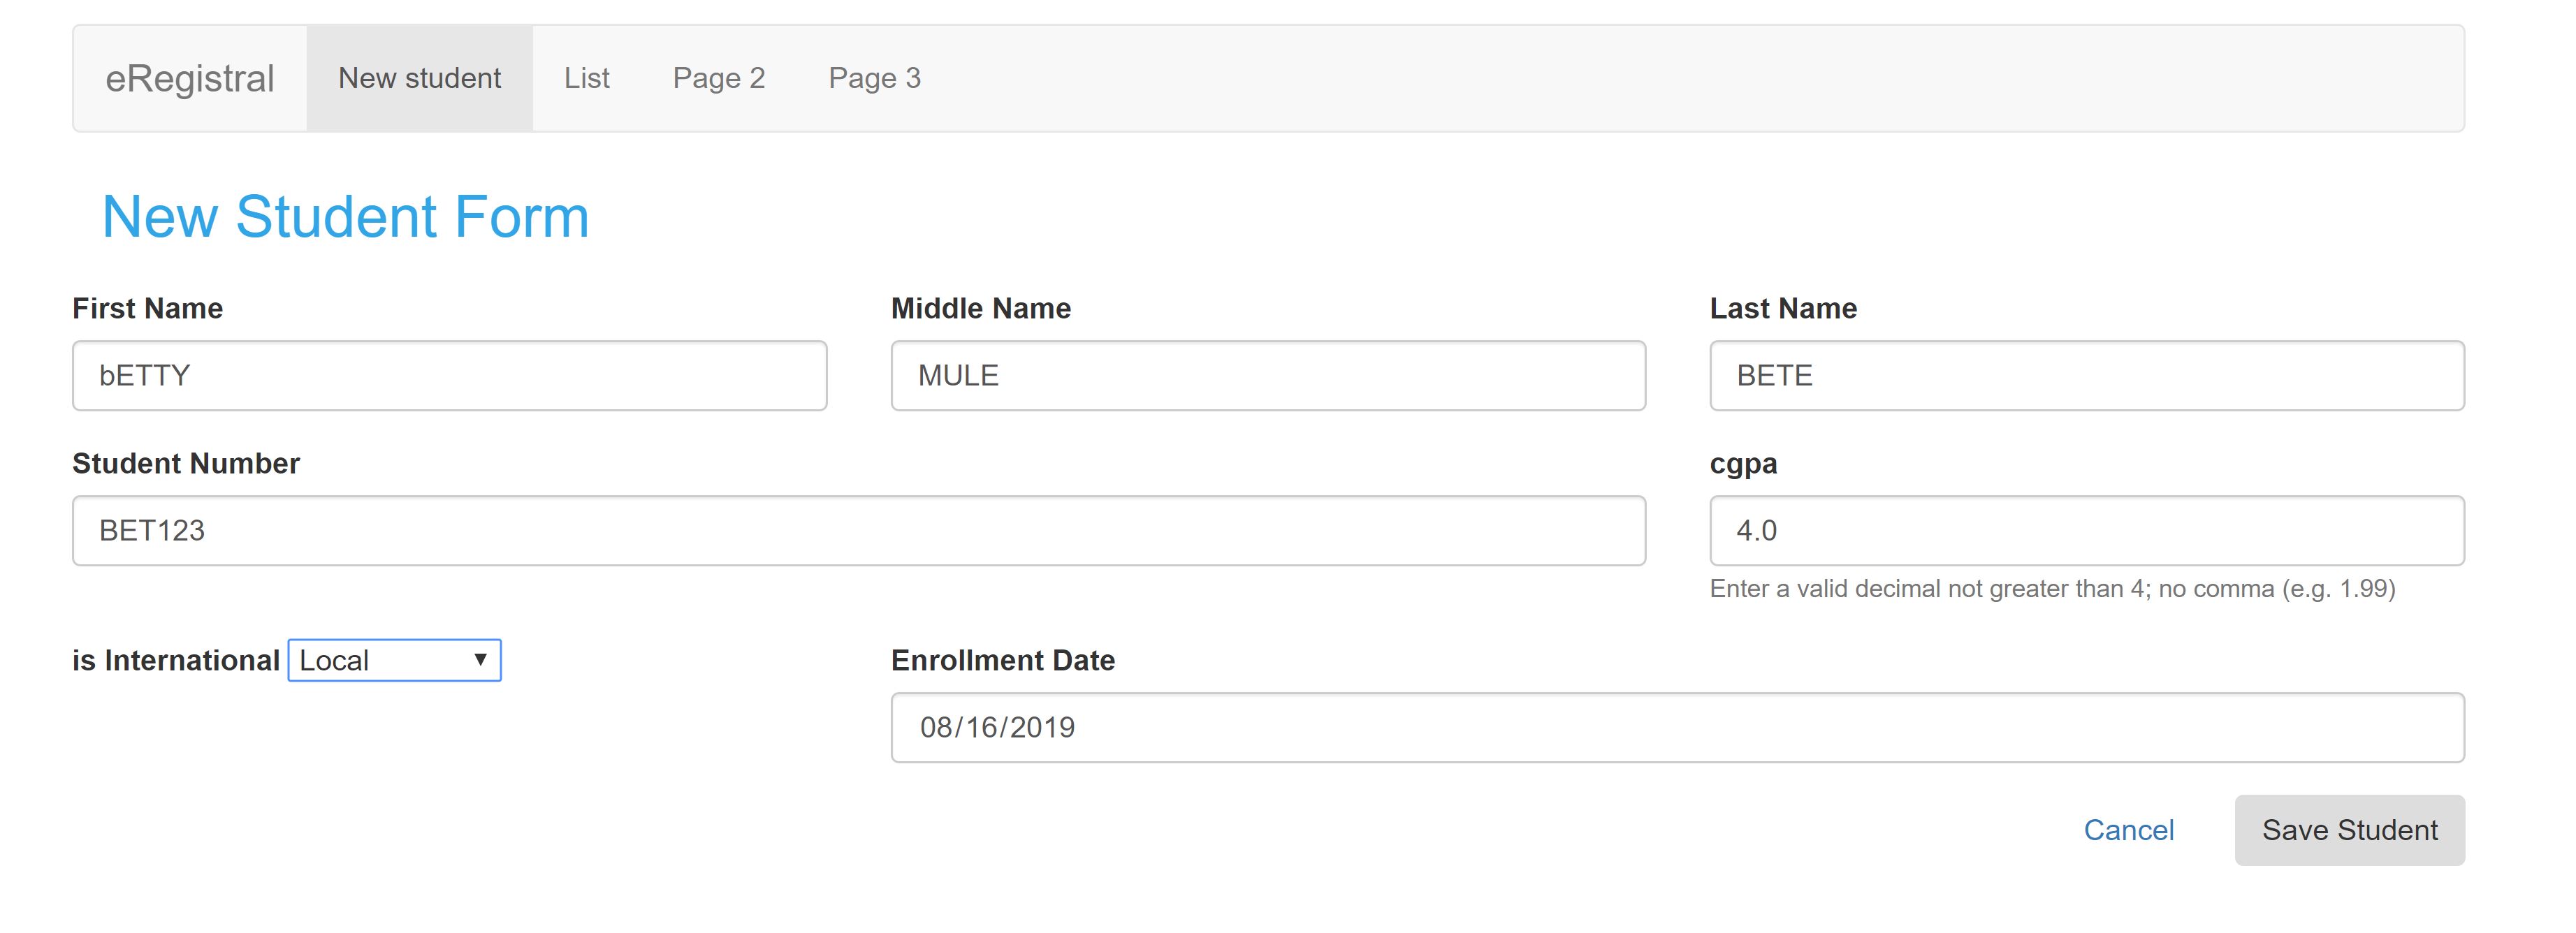 eRegistral New student List Page 2 Page 3
New Student Form
First Name Middle Name Last Name
bETTY MULE BETE
Student Number cgpa
BET123 4.0
Enter a valid decimal not greater than 4; no comma (e.g. 1.99)
is International Local Enrollment Date
08/16/2019
Cancel Save Student